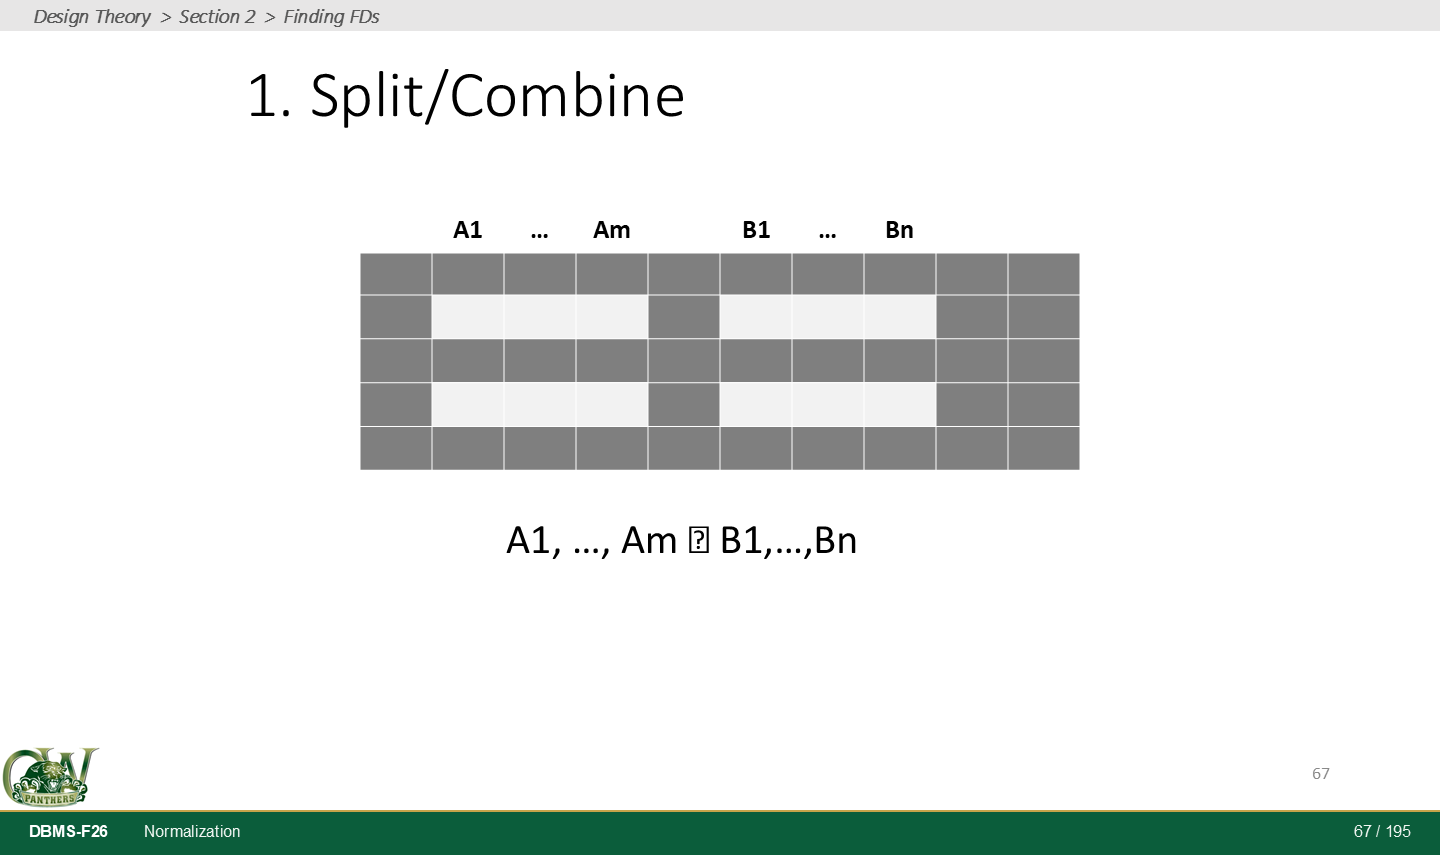 Design Theory > Section 2 > Finding FDs
1. Split/Combine
A1 … Am B1 … Bn
A1, …, Am ⍰ B1,…,Bn
67
OW
PANTHERS
DBMS-F26 Normalization 67 / 195